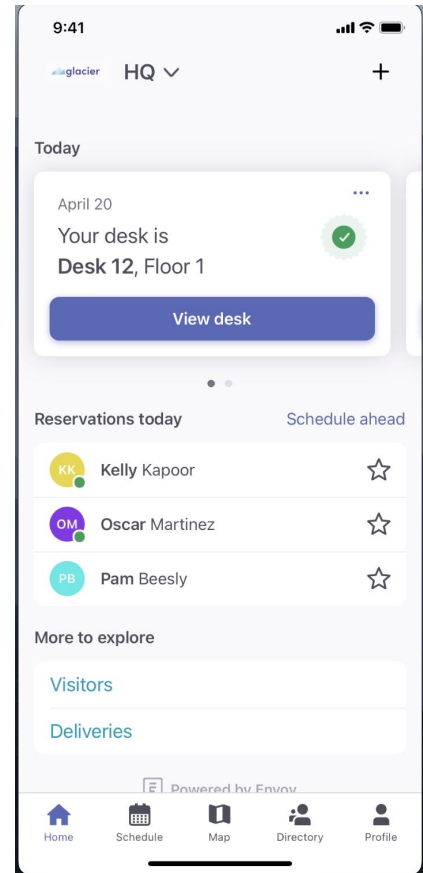 9:41
glacier HQ
+
Today
April 20
Your desk is
Desk 12, Floor 1
View desk
Reservations today Schedule ahead
KK Kelly Kapoor
OM Oscar Martinez
PB Pam Beesly
More to explore
Visitors
Deliveries
Powered by Envoy
Home Schedule Map Directory Profile